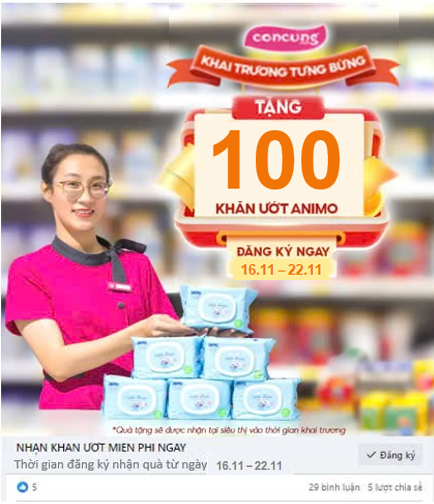 concung
KHAI TRƯƠNG TƯNG BỪNG
TẶNG
100
KHĂN ƯỚT ANIMO
ĐĂNG KÝ NGAY
16.11 – 22.11
*Quà tặng sẽ được nhận tại siêu thị vào thời gian khai trương
NHẠN KHAN ƯƠT MIEN PHI NGAY
Đăng ký
Thời gian đăng ký nhận quà từ ngày 16.11 – 22.11
5
29 bình luận 5 lượt chia sẻ